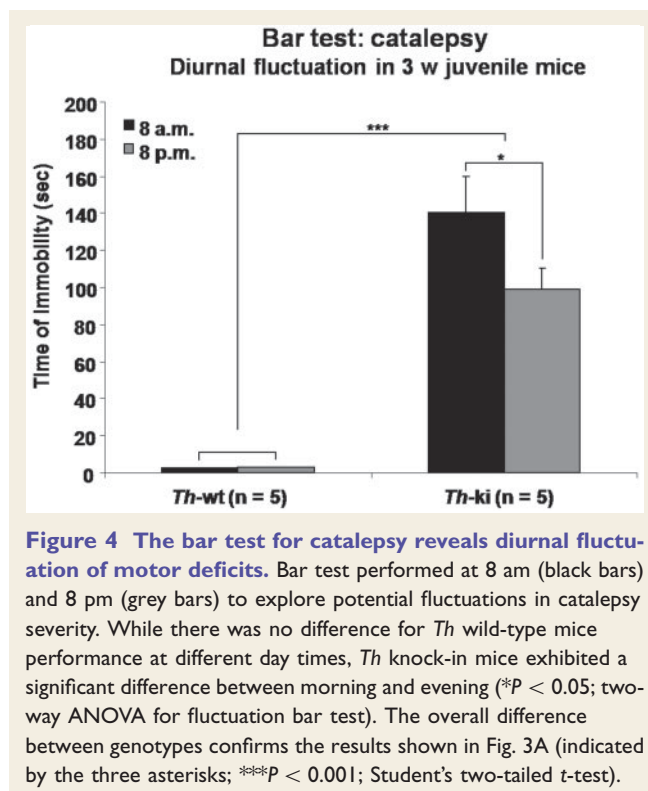 Bar test: catalepsy
Diurnal fluctuation in 3 w juvenile mice
200
180
160
140
120
100
80
60
40
20
0
Time of Immobility (sec)
8 a.m.
8 p.m.
***
*
Th-wt (n = 5)
Th-ki (n = 5)
Figure 4 The bar test for catalepsy reveals diurnal fluctu-
ation of motor deficits. Bar test performed at 8 am (black bars)
and 8 pm (grey bars) to explore potential fluctuations in catalepsy
severity. While there was no difference for Th wild-type mice
performance at different day times, Th knock-in mice exhibited a
significant difference between morning and evening (*P < 0.05; two-
way ANOVA for fluctuation bar test). The overall difference
between genotypes confirms the results shown in Fig. 3A (indicated
by the three asterisks; ***P < 0.001; Student's two-tailed t-test).